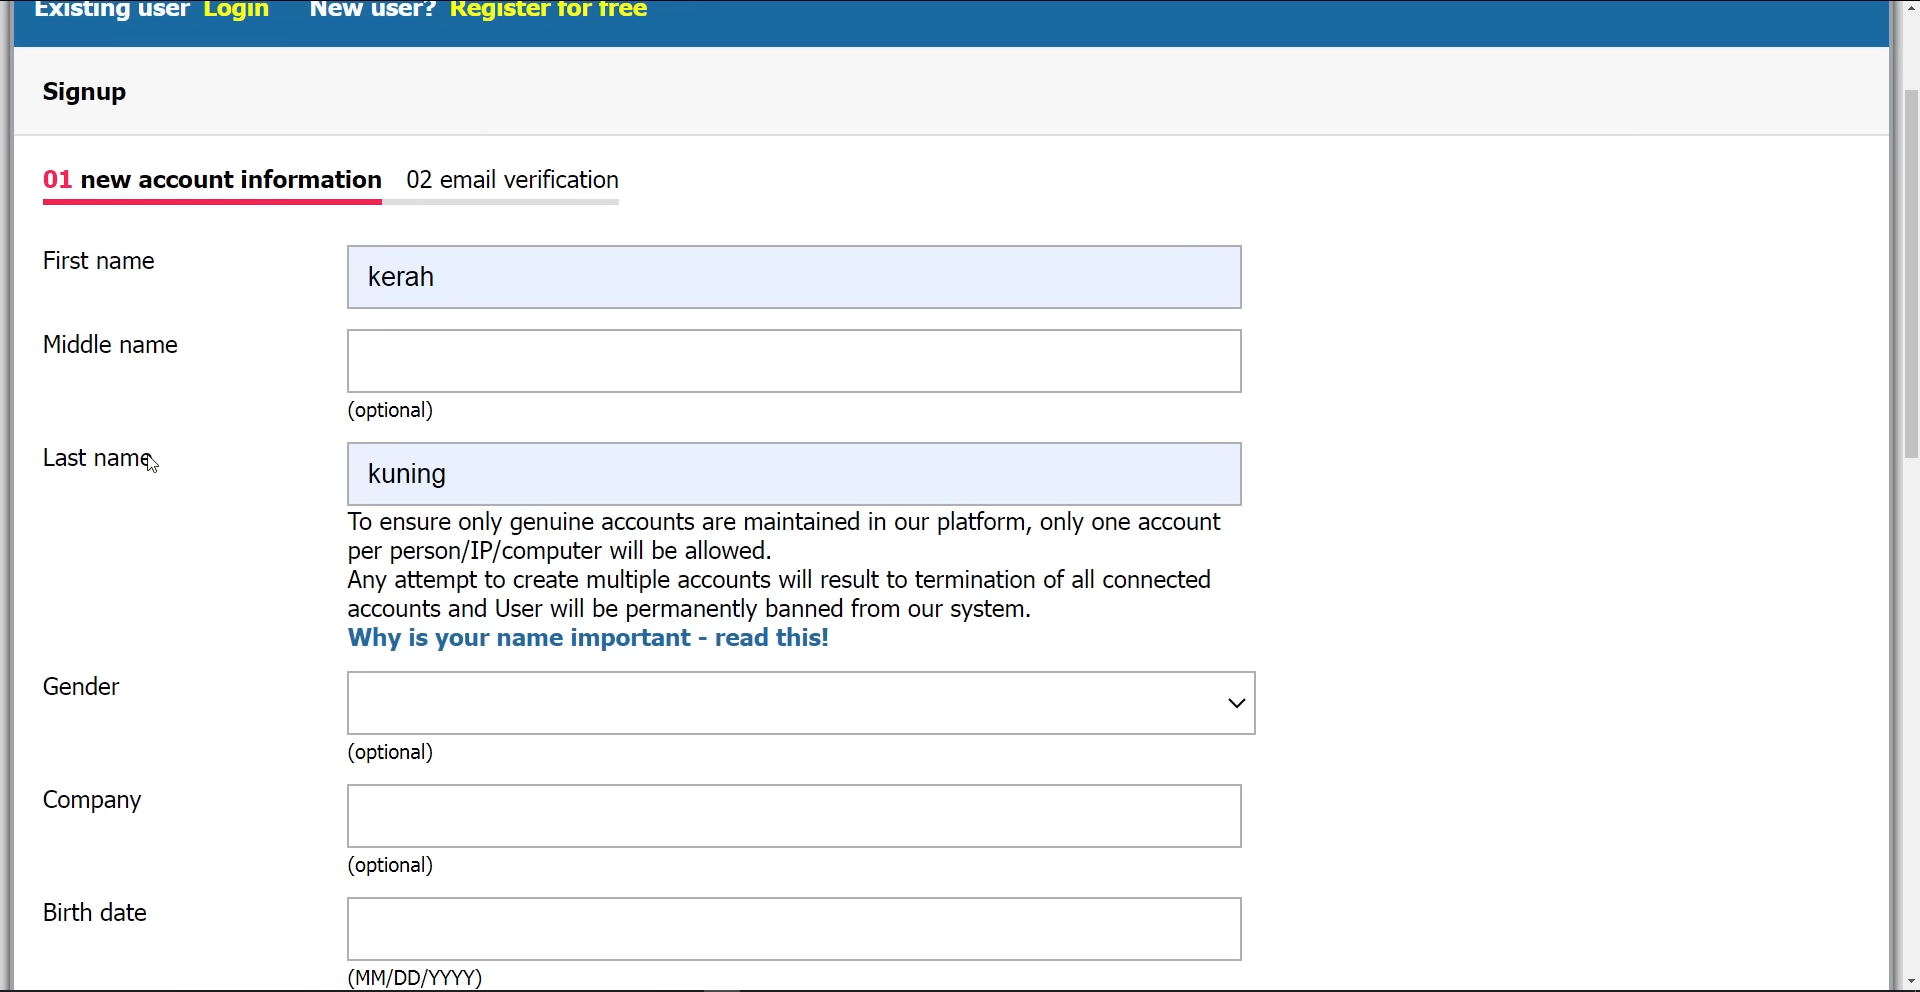 Existing user Login New user? Register for free
Signup
01 new account information 02 email verification
First name
kerah
Middle name
(optional)
Last name
kuning
To ensure only genuine accounts are maintained in our platform, only one account
per person/IP/computer will be allowed.
Any attempt to create multiple accounts will result to termination of all connected
accounts and User will be permanently banned from our system.
Why is your name important - read this!
Gender
(optional)
Company
(optional)
Birth date
(MM/DD/YYYY)